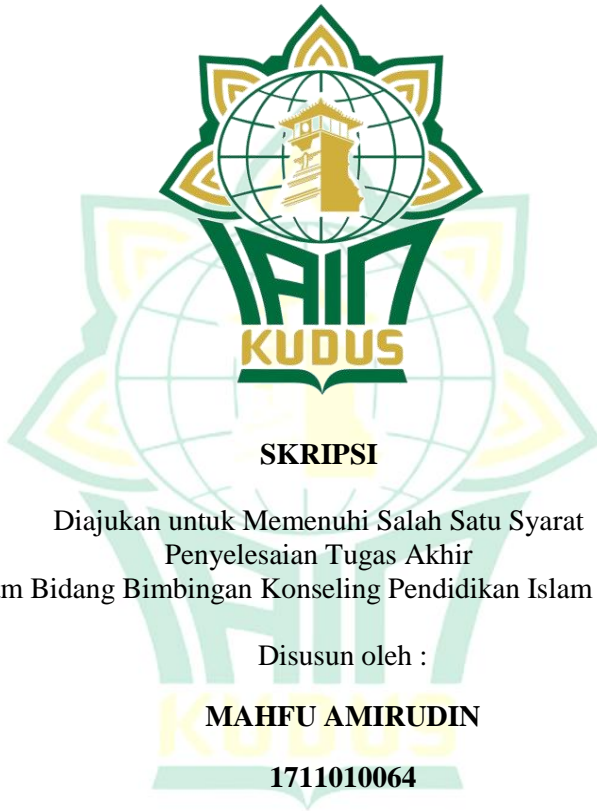 IAIN
KUDUS
SKRIPSI
Diajukan untuk Memenuhi Salah Satu Syarat
Penyelesaian Tugas Akhir
Bidang Bimbingan Konseling Pendidikan Islam
Disusun oleh :
MAHFU AMIRUDIN
1711010064